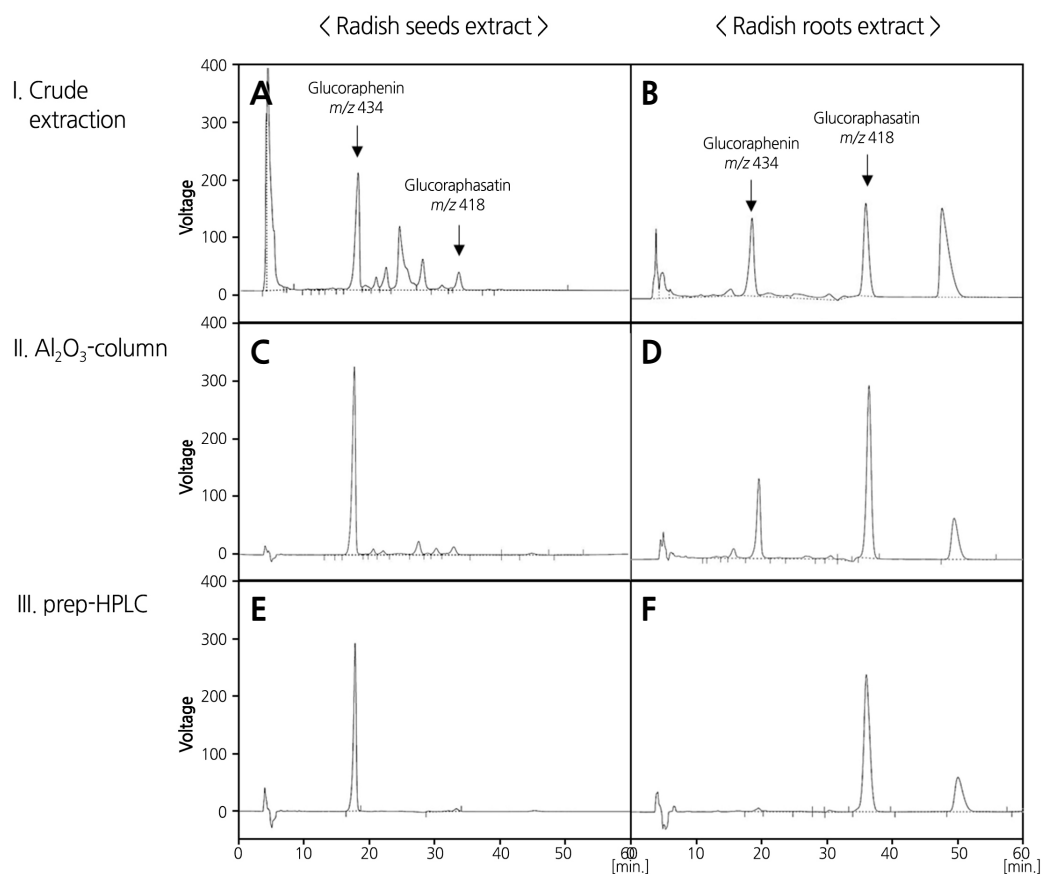 < Radish seeds extract >
< Radish roots extract >
I. Crude
extraction
400
300
200
100
0
Voltage
A
Glucoraphenin
m/z 434
Glucoraphasatin
m/z 418
B
Glucoraphenin
m/z 434
Glucoraphasatin
m/z 418
II. Al₂O₃-column
400
300
200
100
0
Voltage
C
D
III. prep-HPLC
400
300
200
100
0
Voltage
E
F
0 10 20 30 40 50 60
[min.]
10 20 30 40 50 60
[min.]